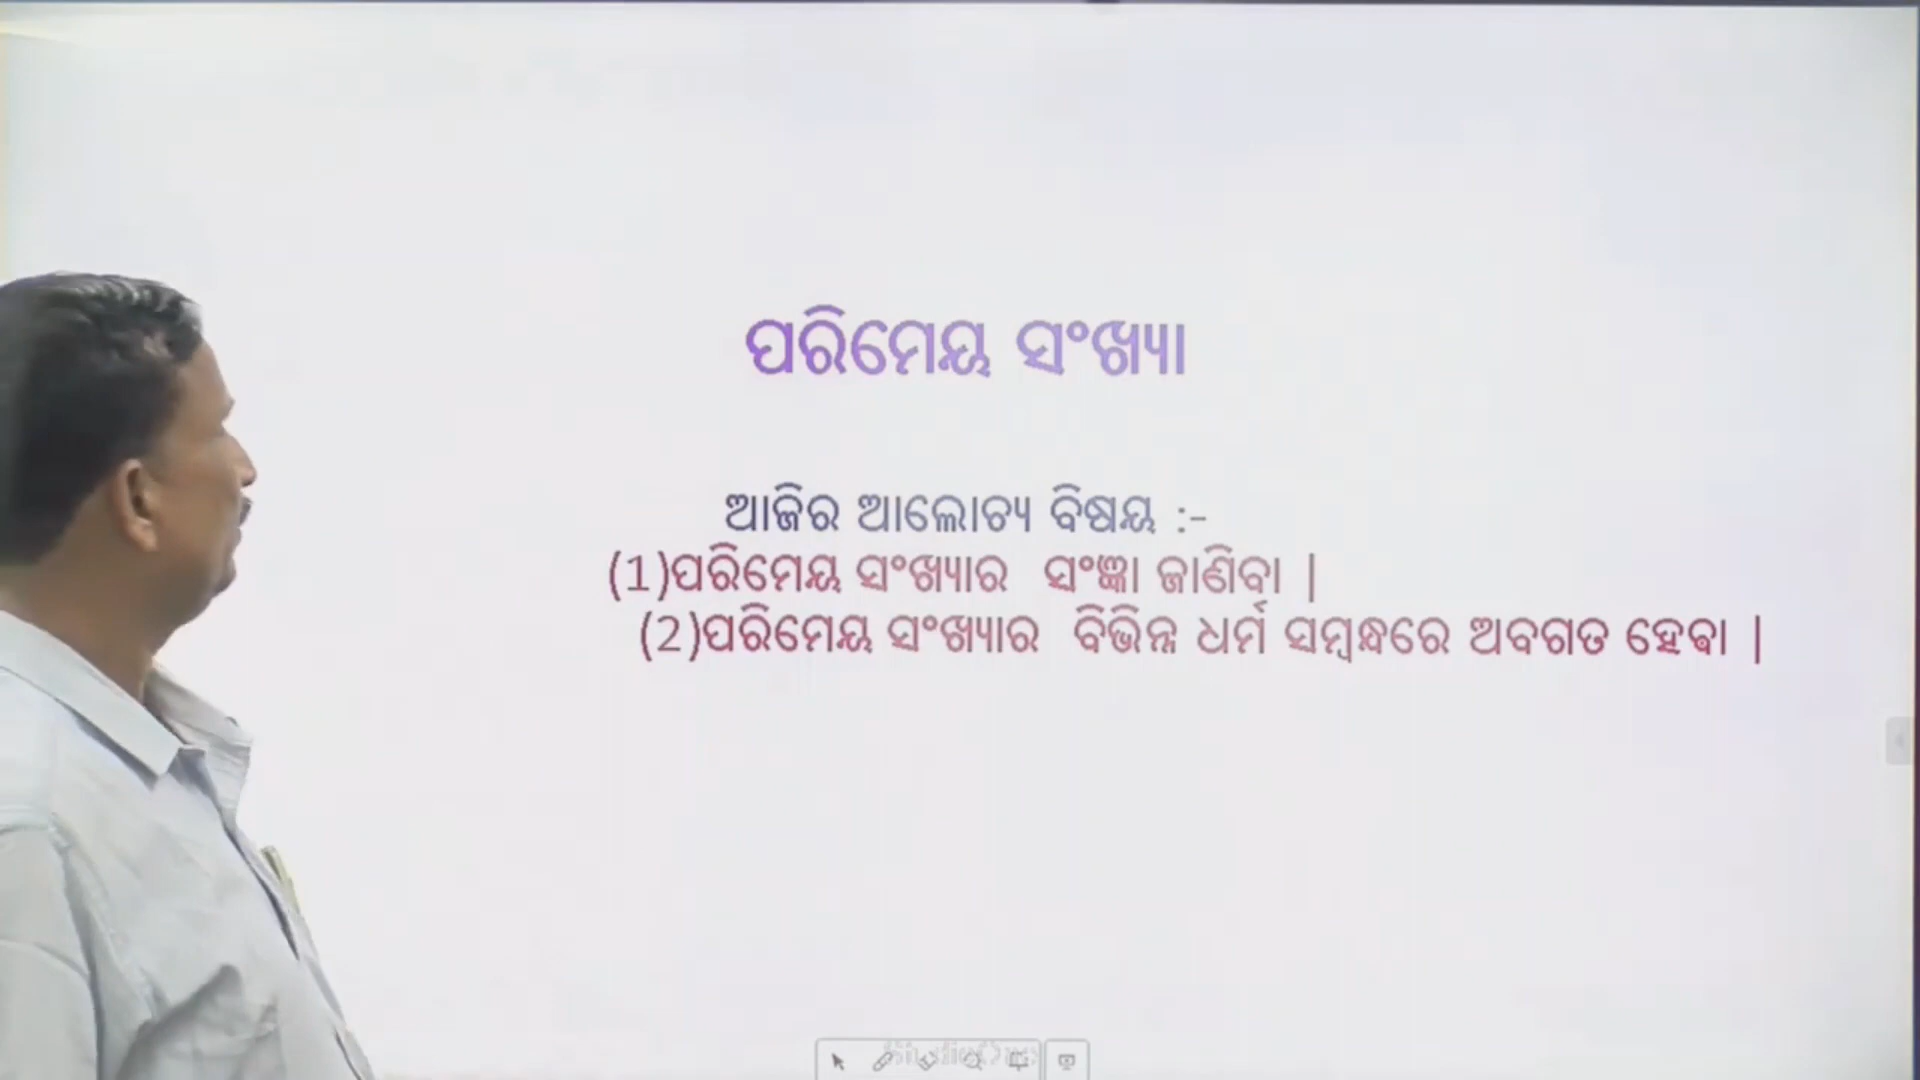 ପରିମେୟ ସଂଖ୍ୟା
ଆଜିର ଆଲୋଚ୍ୟ ବିଷୟ :-
(1)ପରିମେୟ ସଂଖ୍ୟାର ସଂଜ୍ଞା ଜାଣିବା |
(2)ପରିମେୟ ସଂଖ୍ୟାର ବିଭିନ୍ନ ଧର୍ମ ସମ୍ବନ୍ଧରେ ଅବଗତ ହେବା |